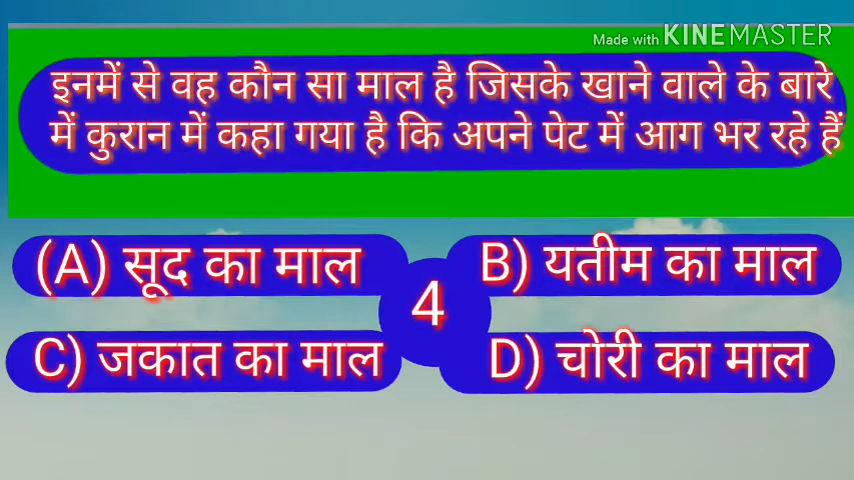 Made with KINEMASTER
इनमें से वह कौन सा माल है जिसके खाने वाले के बारे
में कुरान में कहा गया है कि अपने पेट में आग भर रहे हैं
(A) सूद का माल
B) यतीम का माल
4
C) जकात का माल
D) चोरी का माल